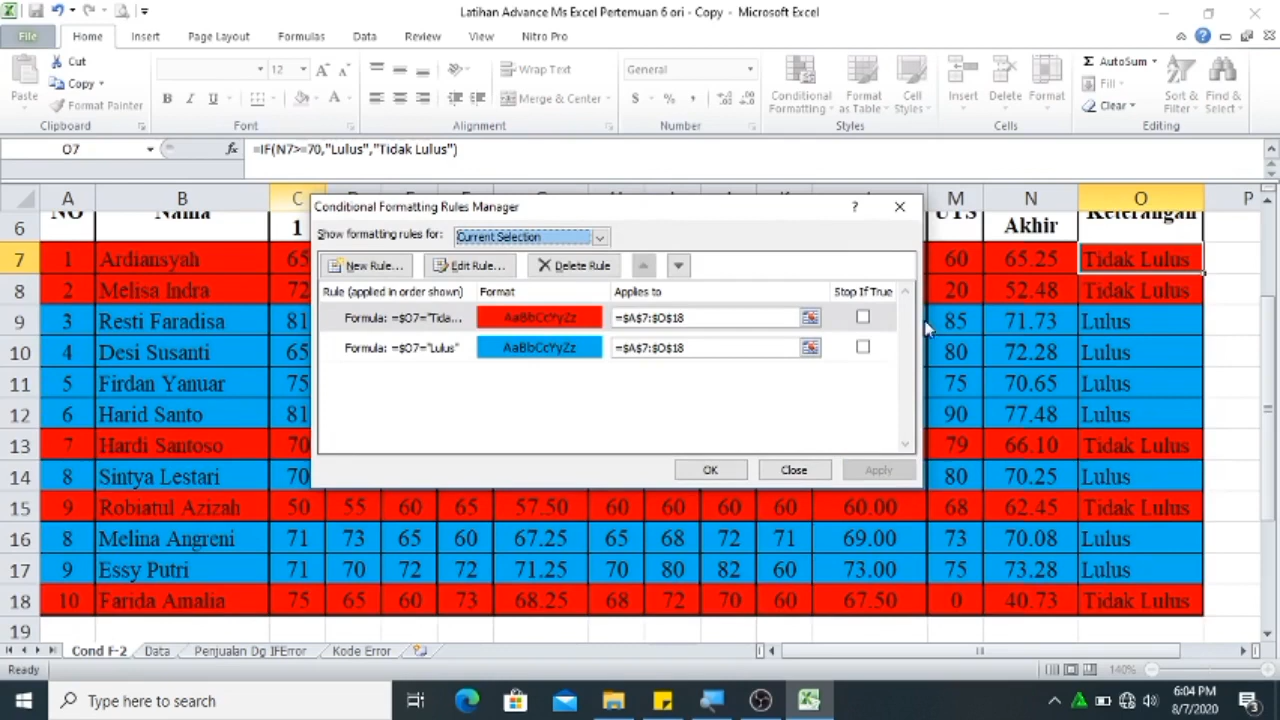 Latihan Advance Ms Excel Pertemuan 6 ori - Copy - Microsoft Excel
File Home Insert Page Layout Formulas Data Review View Nitro Pro
Paste Cut Copy Format Painter
12 A A B I U A
Wrap Text Merge & Center
General $ % ,
Conditional Formatting Format as Table Cell Styles
Insert Delete Format
Σ AutoSum Fill Clear Sort & Filter Find & Select
Clipboard Font Alignment Number Styles Cells Editing
O7 fx =IF(N7>=70,"Lulus","Tidak Lulus")
A B C M N O P
6 NO Nama 1 UTS Akhir Keterangan
7 1 Ardiansyah 65 60 65.25 Tidak Lulus
8 2 Melisa Indra 72 20 52.48 Tidak Lulus
9 3 Resti Faradisa 81 85 71.73 Lulus
10 4 Desi Susanti 65 80 72.28 Lulus
11 5 Firdan Yanuar 75 75 70.65 Lulus
12 6 Harid Santo 81 90 77.48 Lulus
13 7 Hardi Santoso 70 79 66.10 Tidak Lulus
14 8 Sintya Lestari 70 80 70.25 Lulus
15 9 Robiatul Azizah 50 55 60 65 57.50 60 60 60 60 60.00 68 62.45 Tidak Lulus
16 8 Melina Angreni 71 73 65 60 67.25 65 68 72 71 69.00 73 70.08 Lulus
17 9 Essy Putri 71 70 72 72 71.25 70 80 82 60 73.00 75 73.28 Lulus
18 10 Farida Amalia 75 65 60 73 68.25 68 72 70 60 67.50 0 40.73 Tidak Lulus
19
Conditional Formatting Rules Manager ?
Show formatting rules for: Current Selection
New Rule... Edit Rule... Delete Rule
Rule (applied in order shown) Format Applies to Stop If True
Formula: =$O7="Tida... AaBbCcYyZz =$A$7:$O$18
Formula: =$O7="Lulus" AaBbCcYyZz =$A$7:$O$18
OK Close Apply
Cond F-2 Data Penjualan Dg IFError Kode Error
Ready 140%
Type here to search
6:04 PM
8/7/2020
3